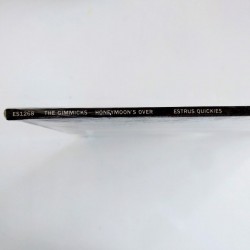 ES1268 THE GIMMICKS HONEYMOON'S OVER ESTRUS QUICKIES